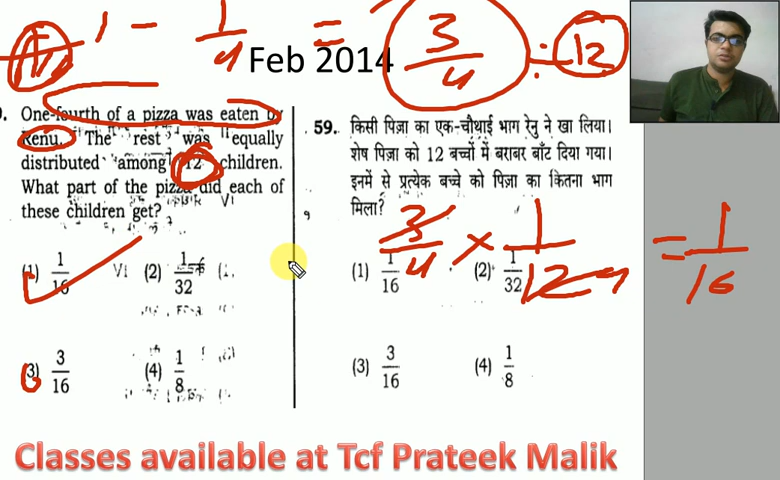 1 - 1/4 = 3/4 ÷ 12
Feb 2014
One-fourth of a pizza was eaten by
Renu. The rest was equally
distributed among 12 children.
What part of the pizza did each of
these children get?
(1) 1/16 (2) 1/32
(3) 3/16 (4) 1/8
59. किसी पिज़ा का एक-चौथाई भाग रेनु ने खा लिया।
शेष पिज़ा को 12 बच्चों में बराबर बाँट दिया गया।
इनमें से प्रत्येक बच्चे को पिज़ा का कितना भाग
मिला?
3/4 × 1/12 = 1/16
(1) 1/16 (2) 1/32
(3) 3/16 (4) 1/8
Classes available at Tcf Prateek Malik